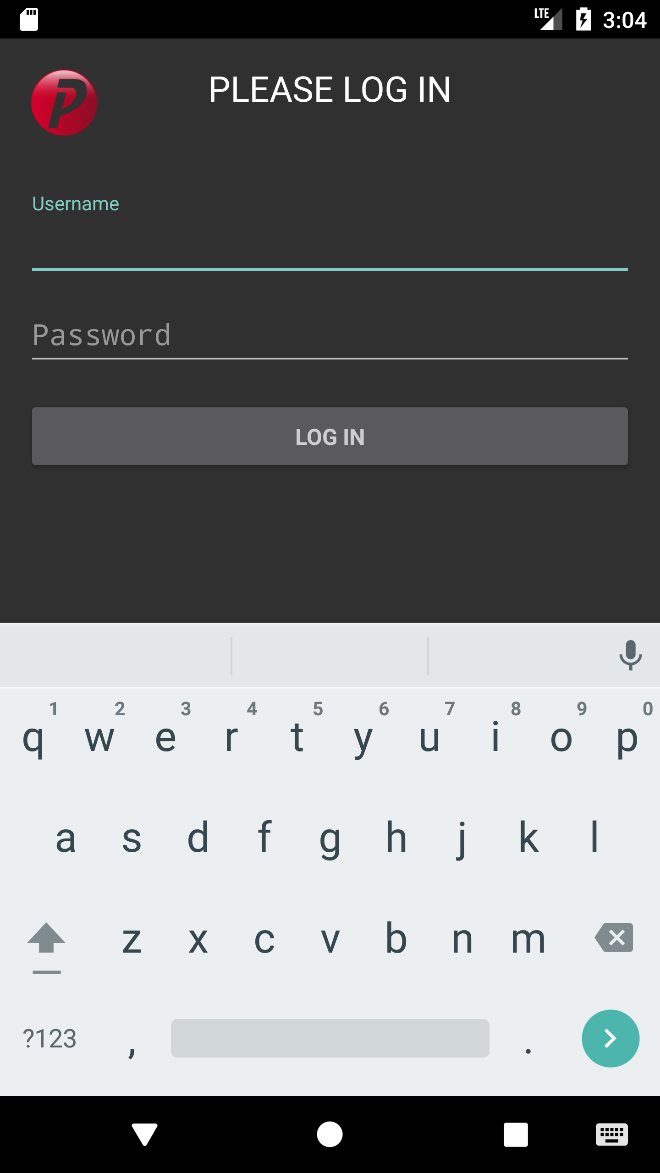 LTE 3:04
P
PLEASE LOG IN
Username
Password
LOG IN
1 2 3 4 5 6 7 8 9 0
q w e r t y u i o p
a s d f g h j k l
z x c v b n m
?123 , .